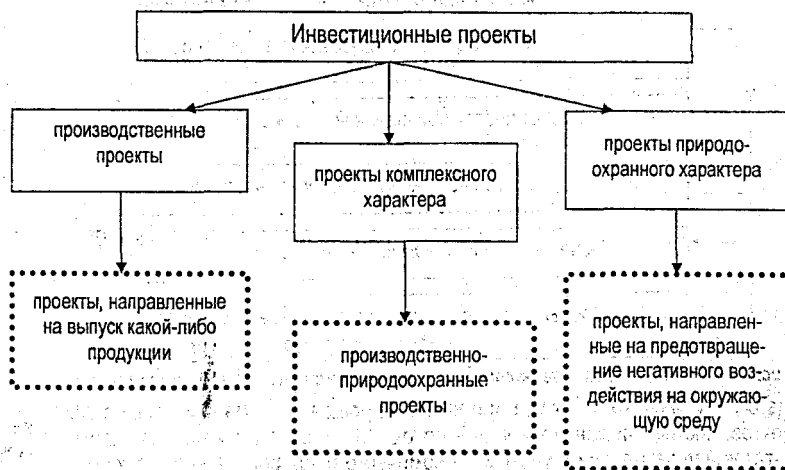 Инвестиционные проекты
производственные
проекты
проекты комплексного
характера
проекты природо-
охранного характера
проекты, направленные
на выпуск какой-либо
продукции
производственно-
природоохранные
проекты
проекты, направлен-
ные на предотвраще-
ние негативного воз-
действия на окружаю-
щую среду